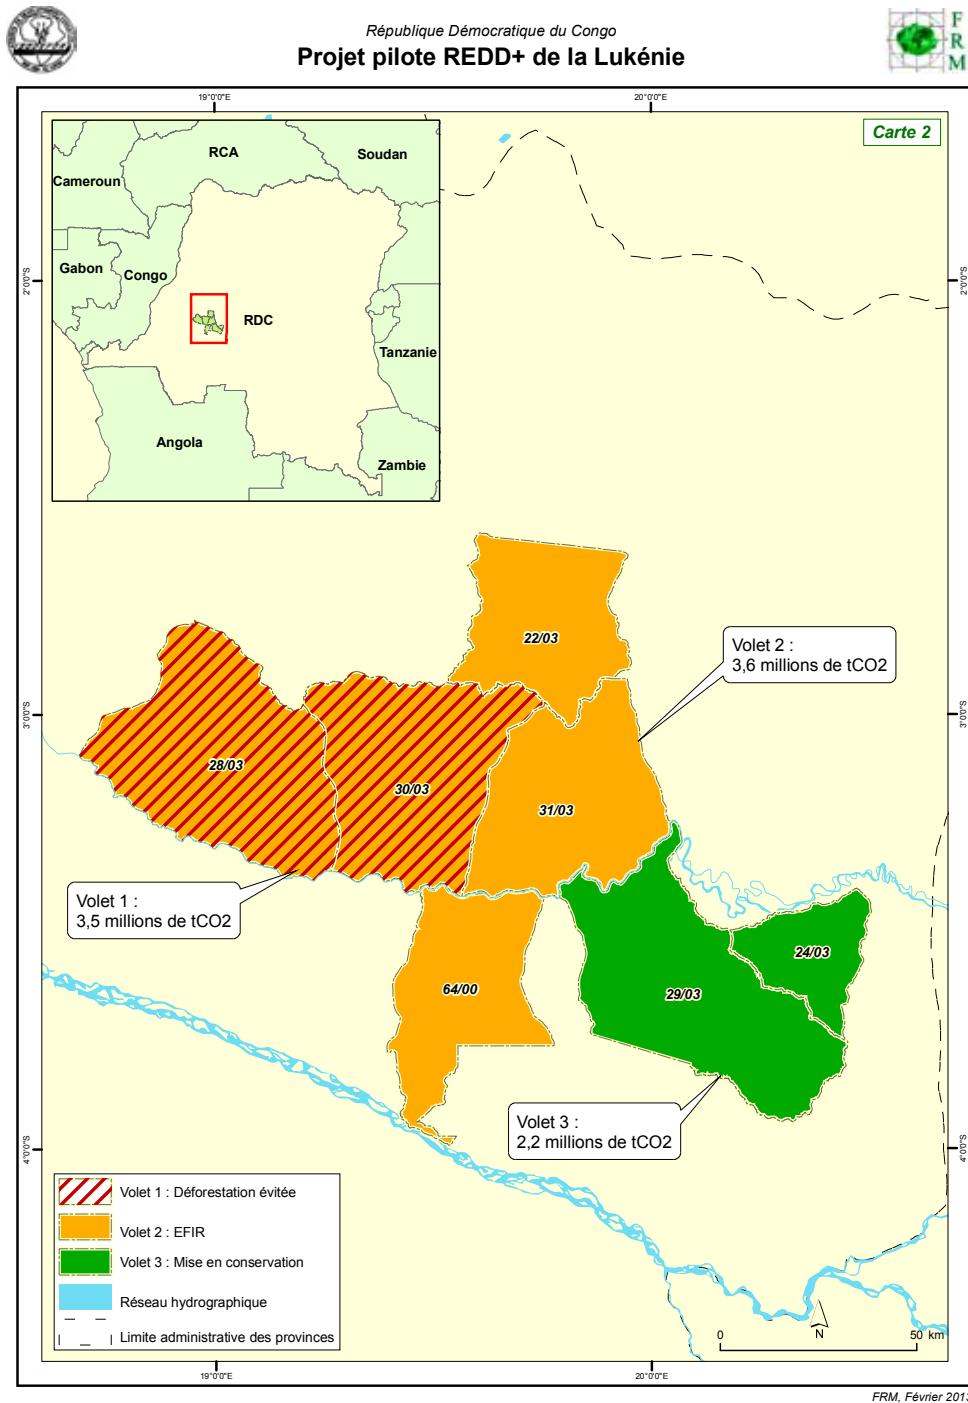 République Démocratique du Congo
Projet pilote REDD+ de la Lukénie
F
R
M
19°0'0"E
20°0'0"E
Carte 2
RCA
Soudan
Cameroun
Gabon
Congo
RDC
Tanzanie
Angola
Zambie
2°0'0"S
2°0'0"S
22/03
Volet 2 :
3,6 millions de tCO2
3°0'0"S
3°0'0"S
28/03
30/03
31/03
Volet 1 :
3,5 millions de tCO2
24/03
64/00
29/03
Volet 3 :
2,2 millions de tCO2
4°0'0"S
4°0'0"S
Volet 1 : Déforestation évitée
Volet 2 : EFIR
Volet 3 : Mise en conservation
Réseau hydrographique
Limite administrative des provinces
N
0
50 km
19°0'0"E
20°0'0"E
FRM, Février 2013